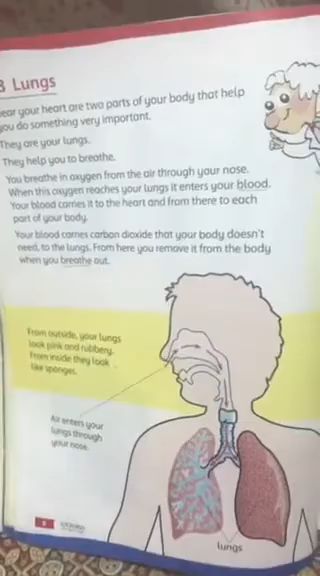 3 Lungs
ear your heart are two parts of your body that help
you do something very important.
They are your lungs.
They help you to breathe.
You breathe in oxygen from the air through your nose.
When this oxygen reaches your lungs it enters your blood.
Your blood carries it to the heart and from there to each
part of your body.
Your blood carries carbon dioxide that your body doesn't
need, to the lungs. From here you remove it from the body
when you breathe out.
From outside, your lungs
look pink and rubbery.
From inside they look
like sponges.
Air enters your
lungs through
your nose.
lungs
OXFORD